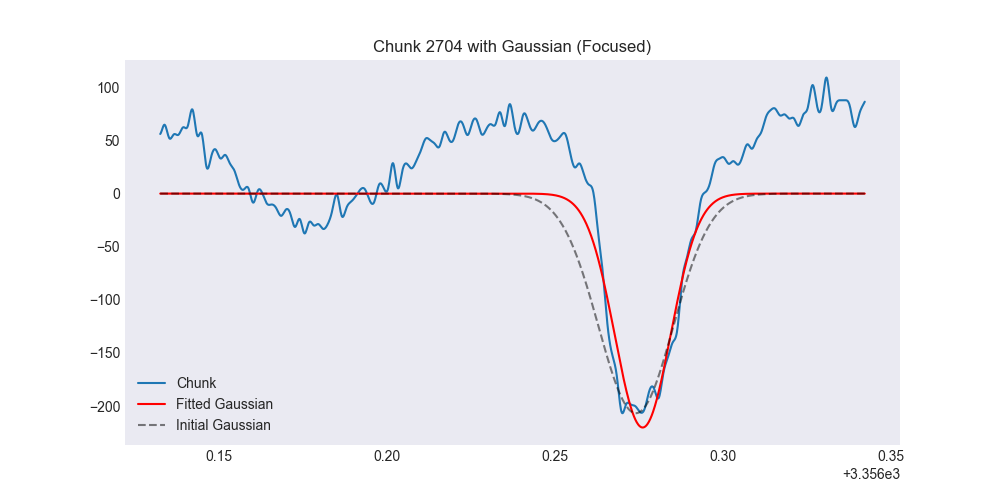 Chunk 2704 with Gaussian (Focused)
100
50
0
−50
−100
−150
−200
Chunk
Fitted Gaussian
Initial Gaussian
0.15 0.20 0.25 0.30 0.35
+3.356e3